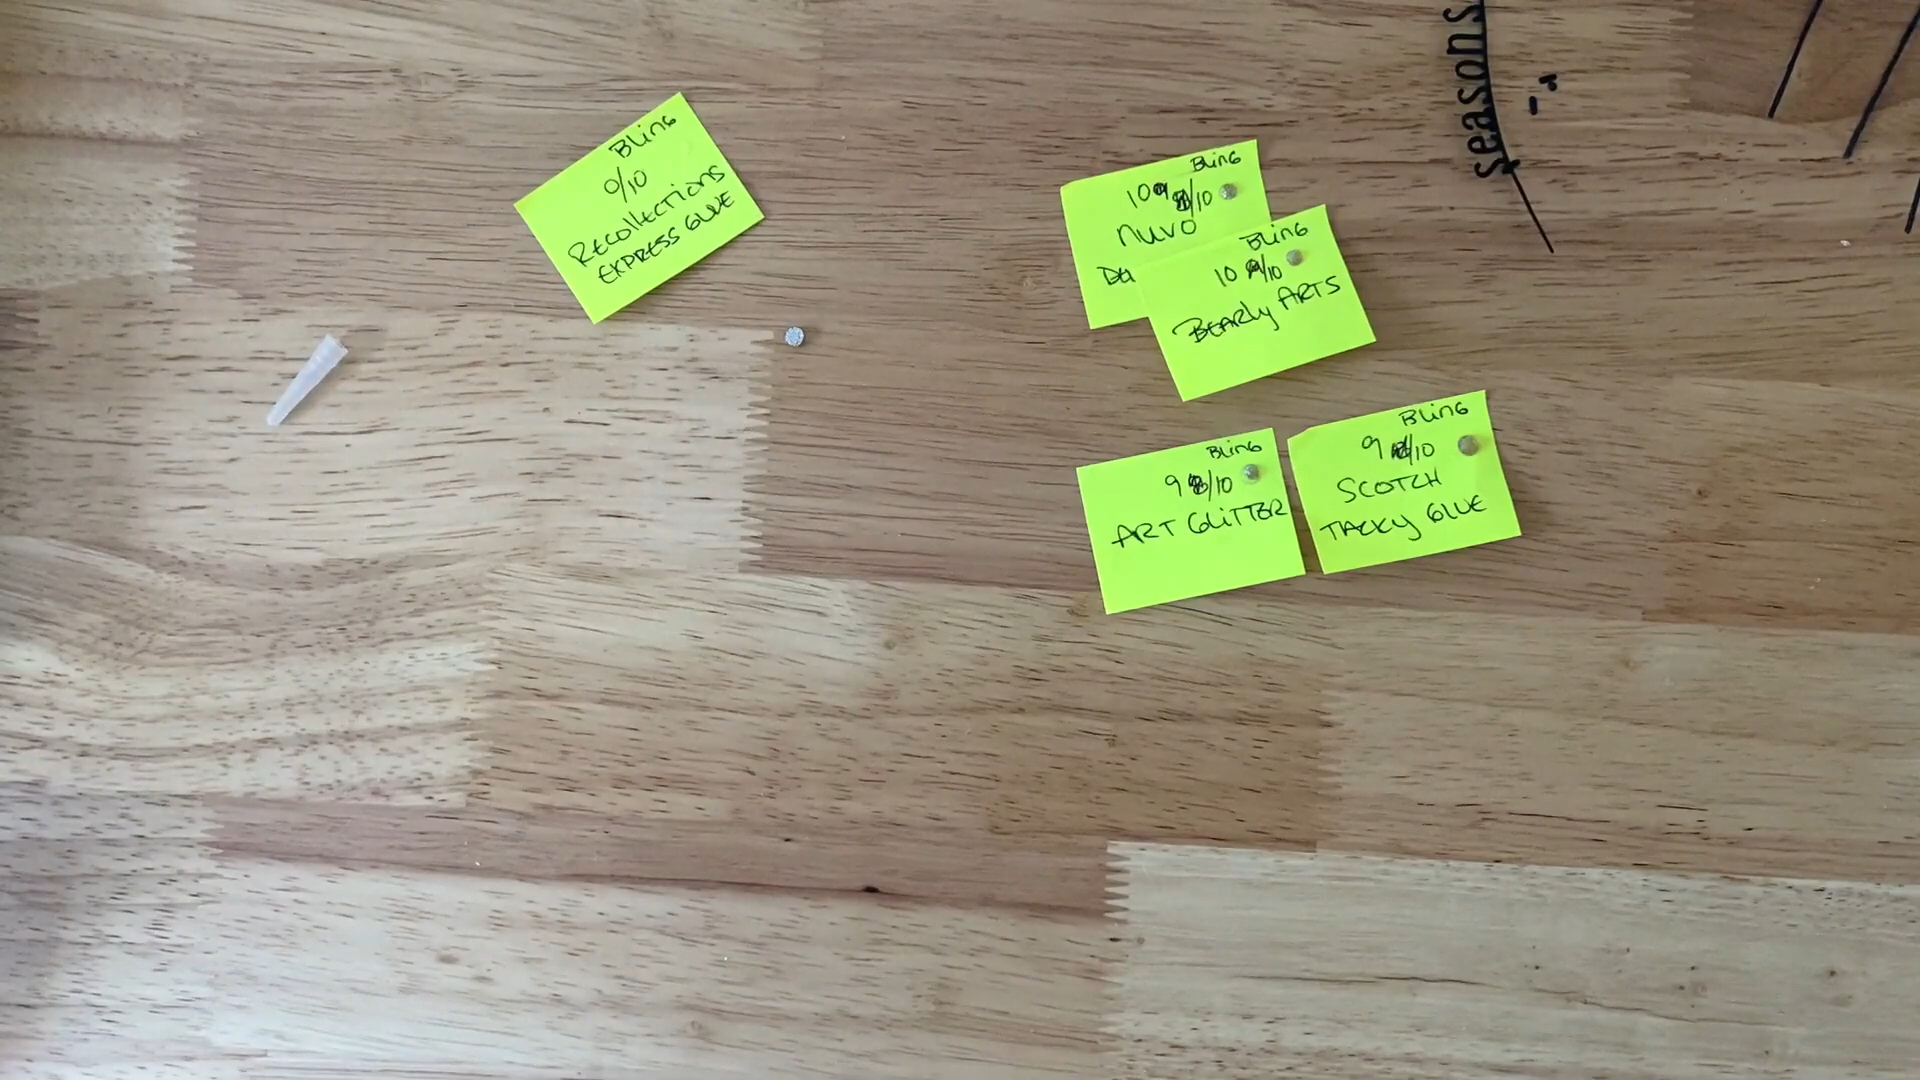 Bling
0/10
Recollections
Express Glue
Bling
10 /10
Nuvo
Bling
10 /10
Bearly Arts
Bling
9 /10
Art Glitter
Bling
9 /10
Scotch
Tacky Glue
seasons